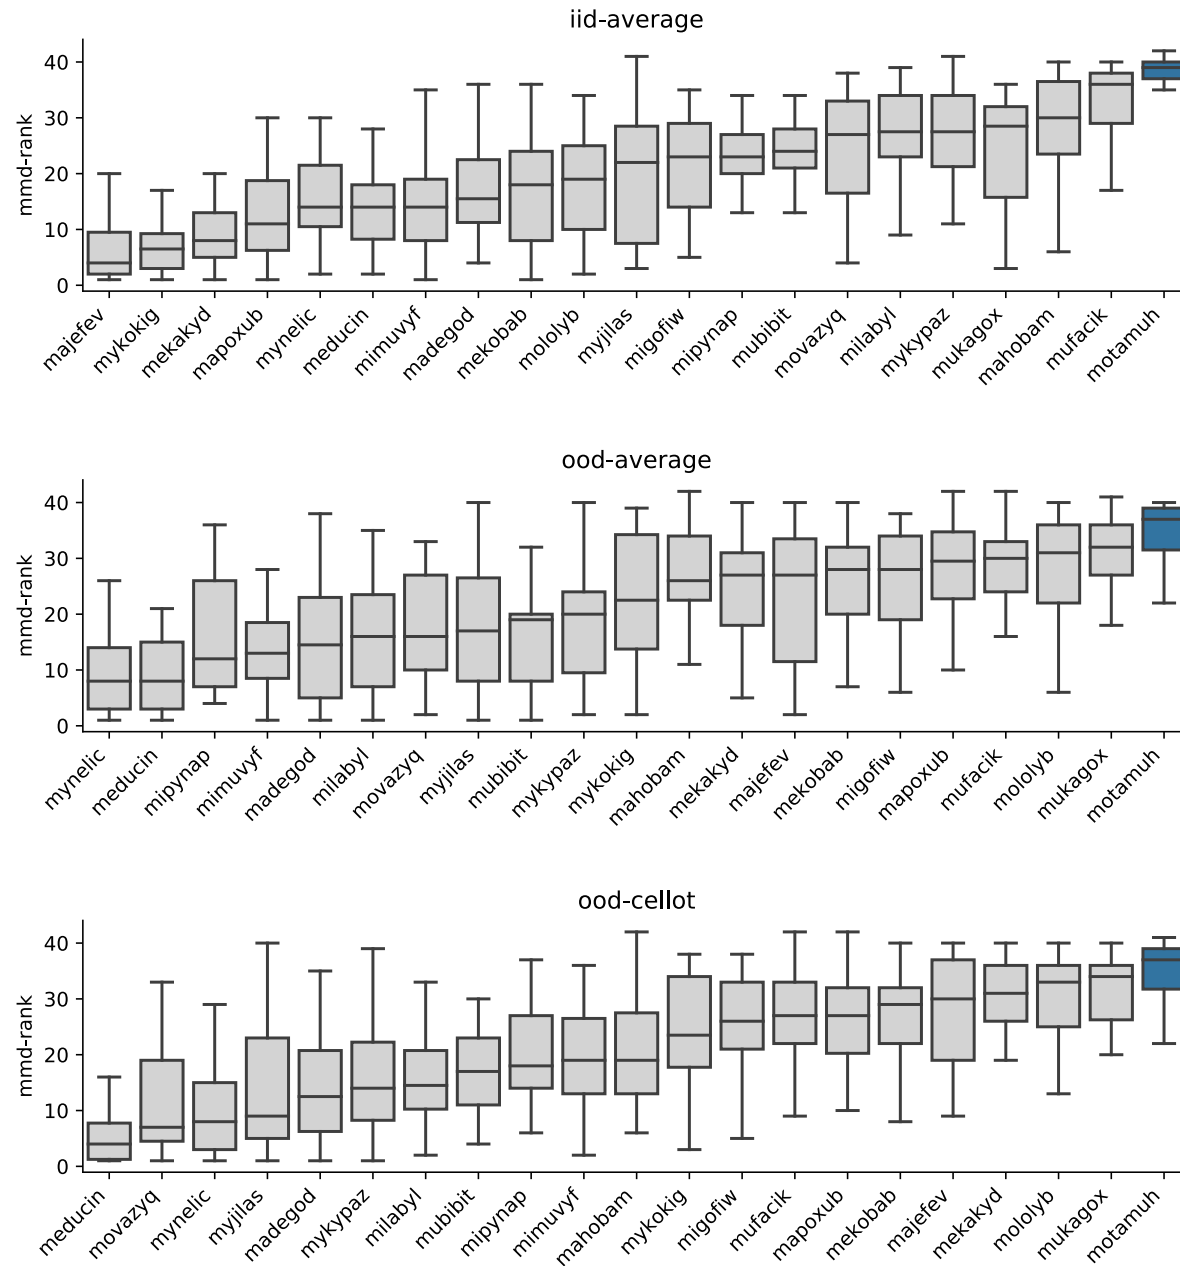 iid-average
mmd-rank
40
30
20
10
0
majefev
mykokig
mekakyd
mapoxub
mynelic
meducin
mimuvyf
madegod
mekobab
mololyb
myjilas
migofiw
mipynap
mubibit
movazyq
milabyl
mykypaz
mukagox
mahobam
mufacik
motamuh
ood-average
mmd-rank
40
30
20
10
0
mynelic
meducin
mipynap
mimuvyf
madegod
milabyl
movazyq
myjilas
mubibit
mykypaz
mykokig
mahobam
mekakyd
majefev
mekobab
migofiw
mapoxub
mufacik
mololyb
mukagox
motamuh
ood-cellot
mmd-rank
40
30
20
10
0
meducin
movazyq
mynelic
myjilas
madegod
mykypaz
milabyl
mubibit
mipynap
mimuvyf
mahobam
mykokig
migofiw
mufacik
mapoxub
mekobab
majefev
mekakyd
mololyb
mukagox
motamuh